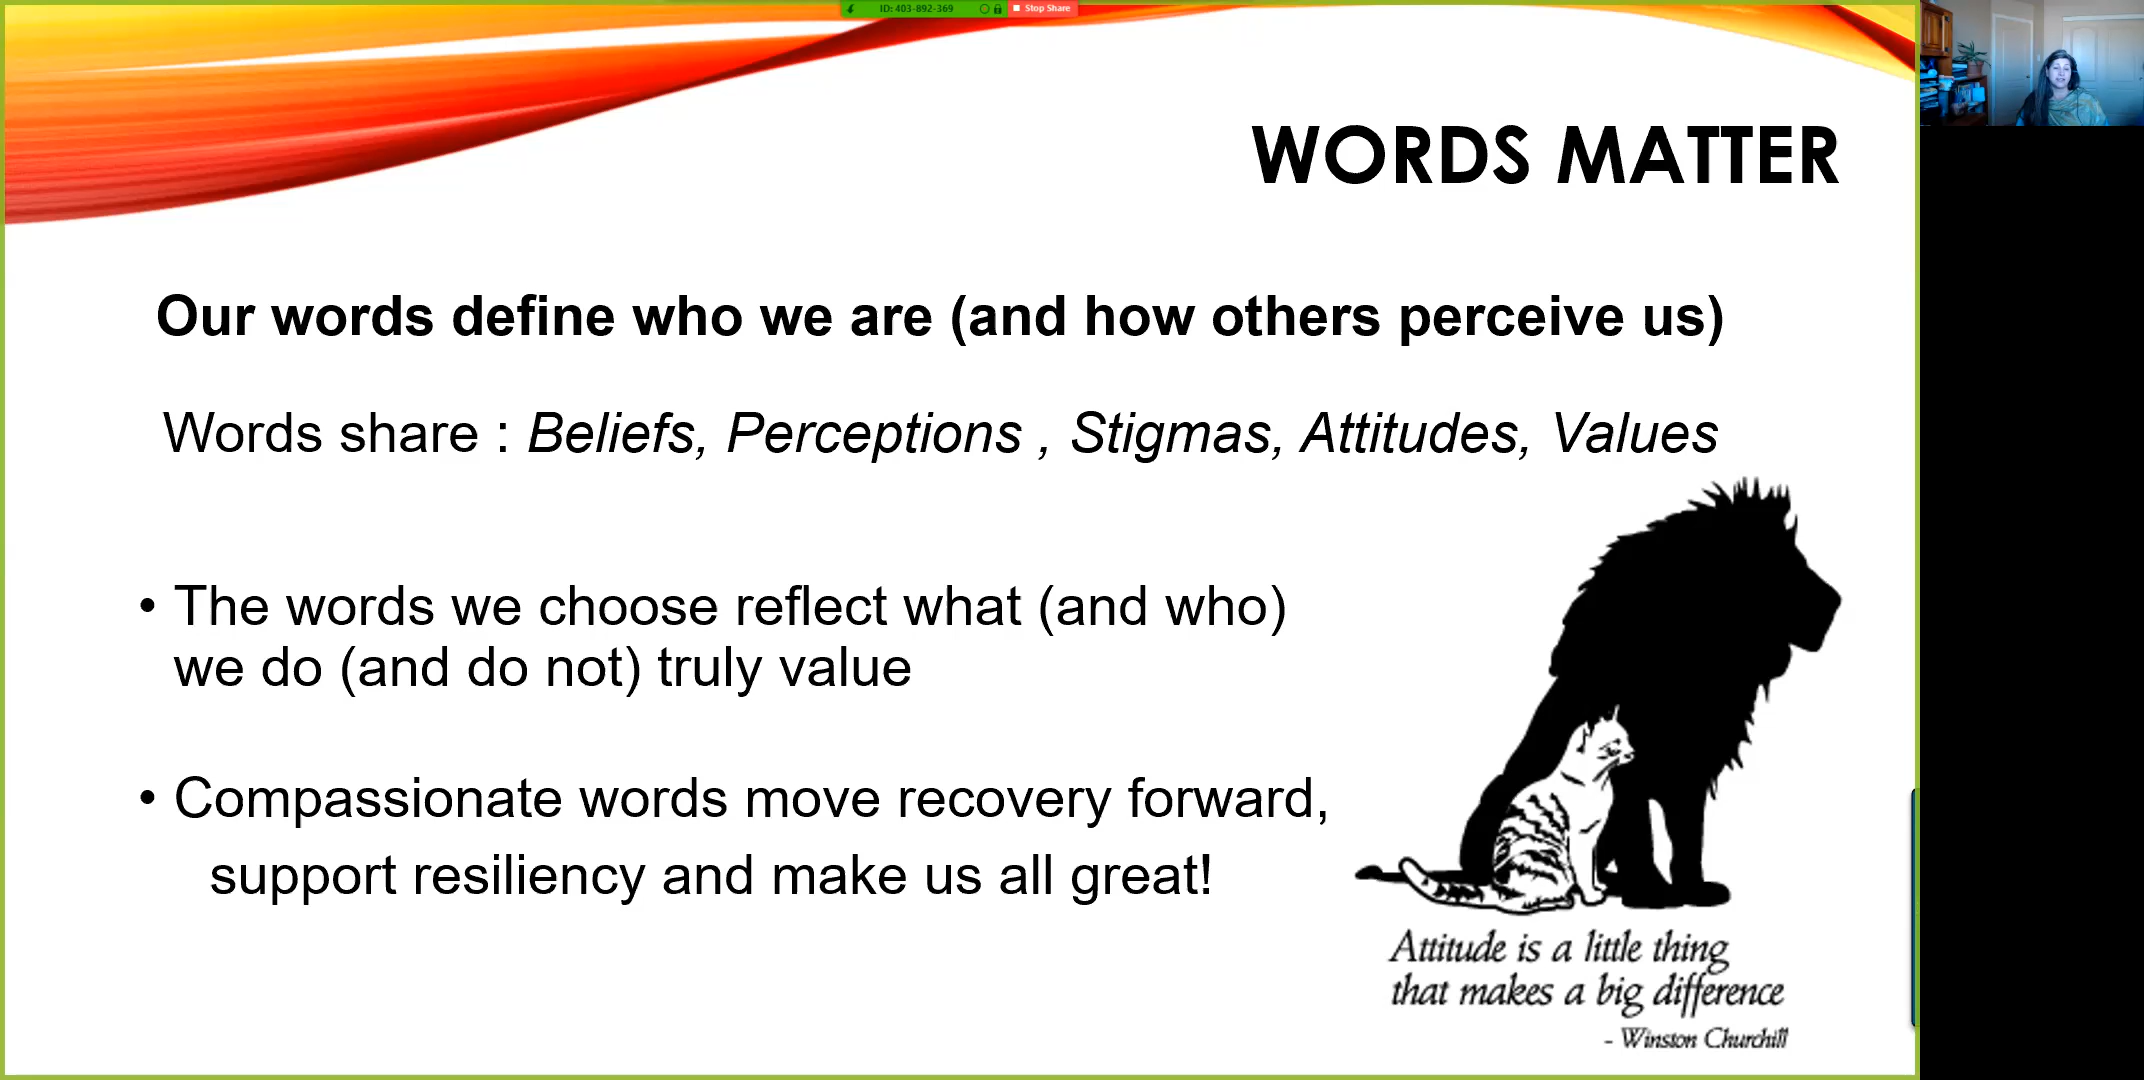 ID: 403-892-369
Stop Share
WORDS MATTER
Our words define who we are (and how others perceive us)
Words share : Beliefs, Perceptions , Stigmas, Attitudes, Values
• The words we choose reflect what (and who)
we do (and do not) truly value
• Compassionate words move recovery forward,
support resiliency and make us all great!
Attitude is a little thing
that makes a big difference
- Winston Churchill